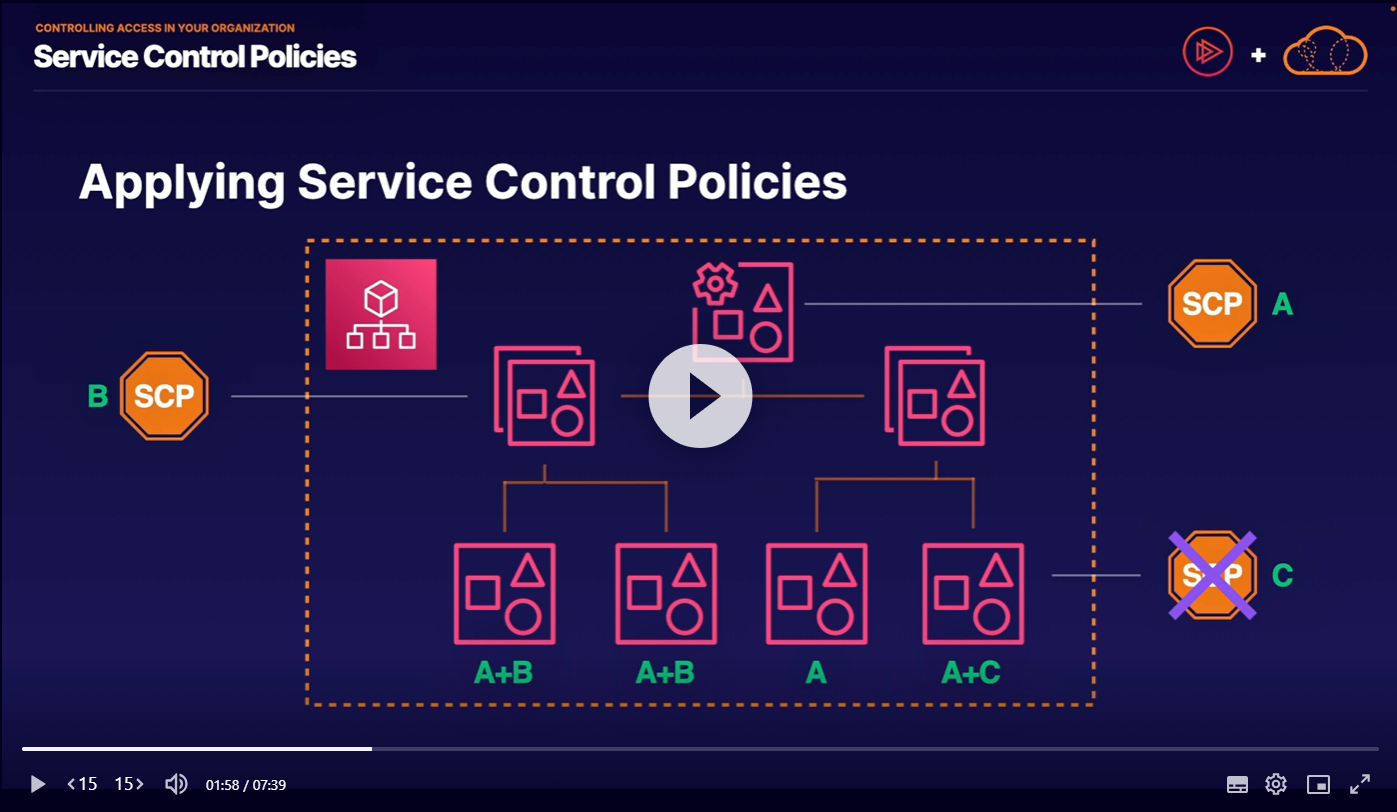 CONTROLLING ACCESS IN YOUR ORGANIZATION
Service Control Policies
+
Applying Service Control Policies
SCP A
B SCP
SCP C
A+B A+B A A+C
15 15 01:58 / 07:39